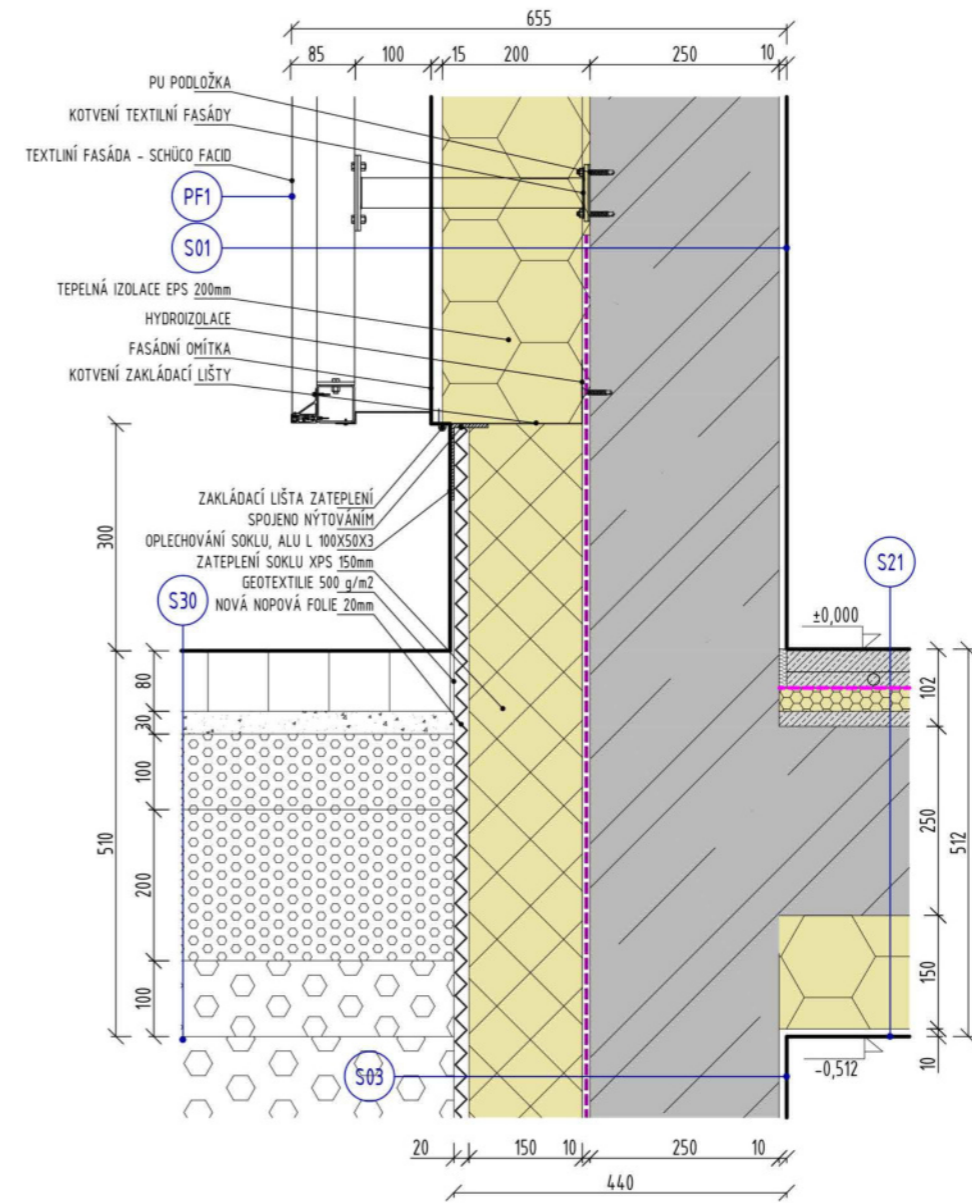 655
85 100 15 200 250 10
PU PODLOŽKA
KOTVENÍ TEXTILNÍ FASÁDY
TEXTLINÍ FASÁDA - SCHÜCO FACID
PF1
S01
TEPELNÁ IZOLACE EPS 200mm
HYDROIZOLACE
FASÁDNÍ OMÍTKA
KOTVENÍ ZAKLÁDACÍ LIŠTY
ZAKLÁDACÍ LIŠTA ZATEPLENÍ
SPOJENO NÝTOVÁNÍM
OPLECHOVÁNÍ SOKLU, ALU L 100X50X3
ZATEPLENÍ SOKLU XPS 150mm
GEOTEXTILIE 500 g/m2
NOVÁ NOPOVÁ FOLIE 20mm
300
S30
S21
±0,000
80
30
100
200
100
510
102
250
150
10
512
-0,512
S03
20 150 10 250 10
440